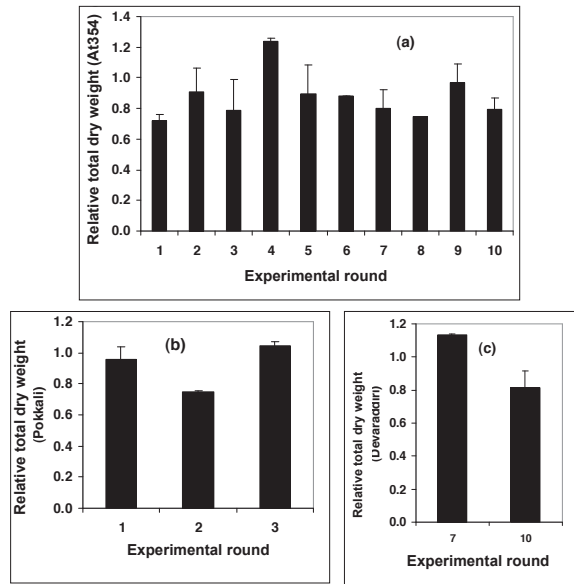 Relative total dry weight (At354)
1.4
1.2
1.0
0.8
0.6
0.4
0.2
0.0
(a)
1 2 3 4 5 6 7 8 9 10
Experimental round
Relative total dry weight
(Pokkali)
1.2
1.0
0.8
0.6
0.4
0.2
0.0
(b)
1 2 3
Experimental round
Relative total dry weight
(Devaraddiri)
1.2
1.0
0.8
0.6
0.4
0.2
0.0
(c)
7 10
Experimental round